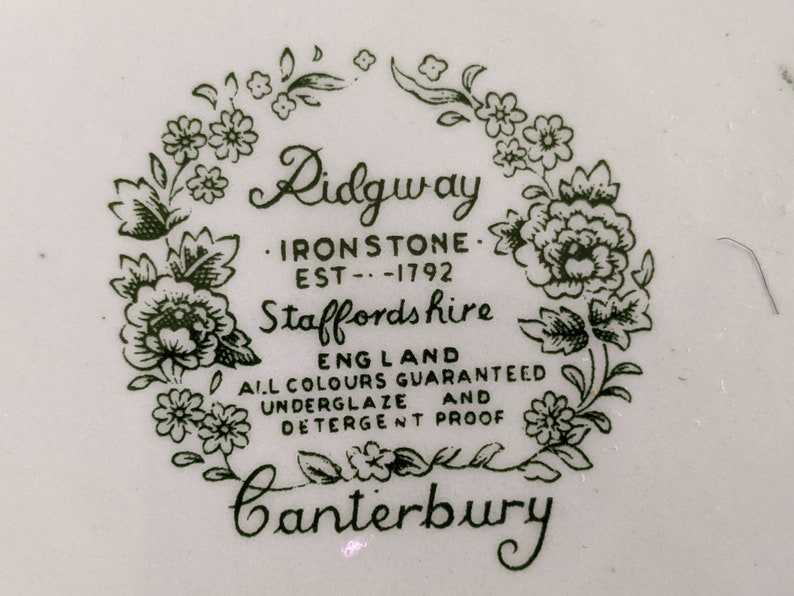 Ridgway
· IRONSTONE ·
EST--·-1792
Staffordshire
ENGLAND
ALL COLOURS GUARANTEED
UNDERGLAZE AND
DETERGENT PROOF
Canterbury